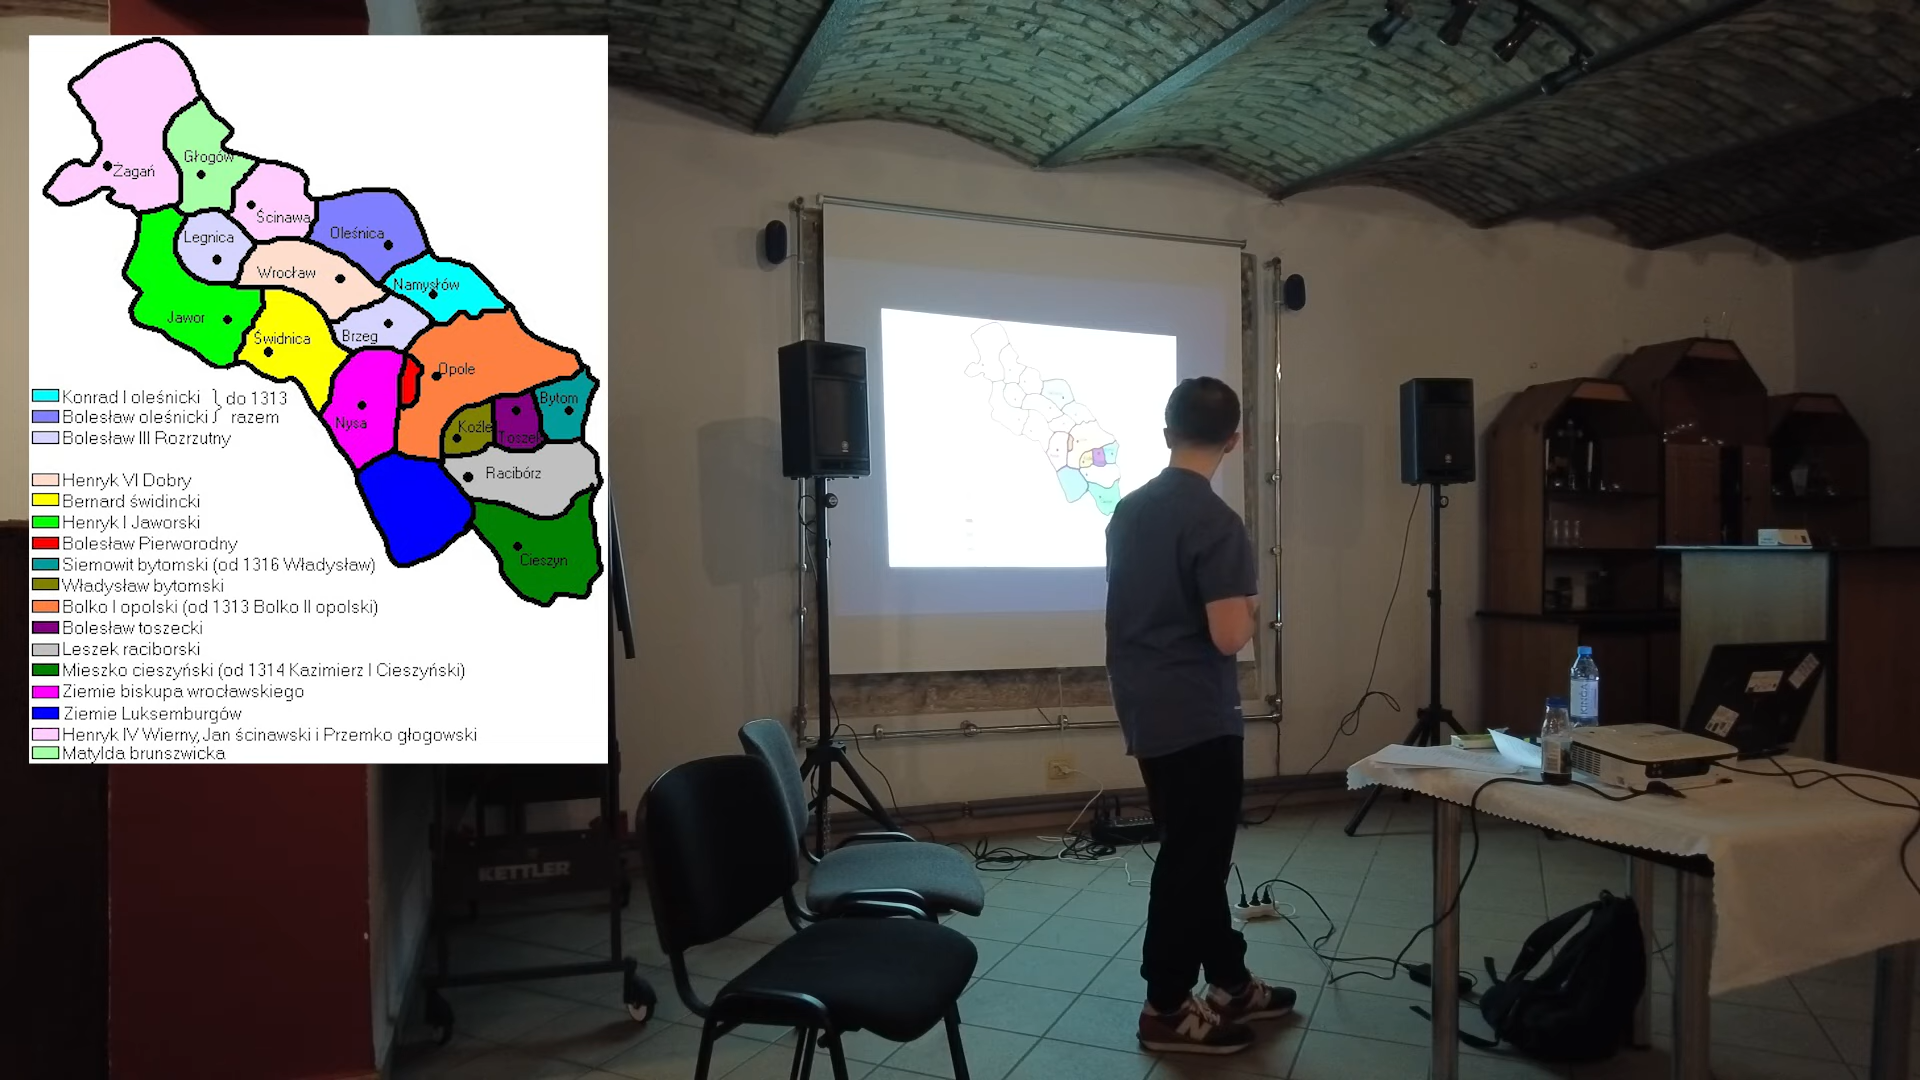 Żagań
Głogów
Ścinawa
Legnica
Oleśnica
Wrocław
Namysłów
Jawor
Świdnica
Brzeg
Opole
Nysa
Koźle
Toszek
Bytom
Racibórz
Cieszyn
Konrad I oleśnicki } do 1313
Bolesław oleśnicki } razem
Bolesław III Rozrzutny
Henryk VI Dobry
Bernard świdincki
Henryk I Jaworski
Bolesław Pierworodny
Siemowit bytomski (od 1316 Władysław)
Władysław bytomski
Bolko I opolski (od 1313 Bolko II opolski)
Bolesław toszecki
Leszek raciborski
Mieszko cieszyński (od 1314 Kazimierz I Cieszyński)
Ziemie biskupa wrocławskiego
Ziemie Luksemburgów
Henryk IV Wierny, Jan ścinawski i Przemko głogowski
Matylda brunszwicka
KETTLER